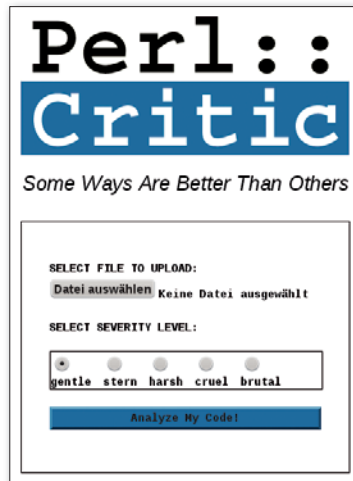 Perl::
Critic
Some Ways Are Better Than Others
SELECT FILE TO UPLOAD:
Datei auswählen Keine Datei ausgewählt
SELECT SEVERITY LEVEL:
gentle stern harsh cruel brutal
Analyze My Code!